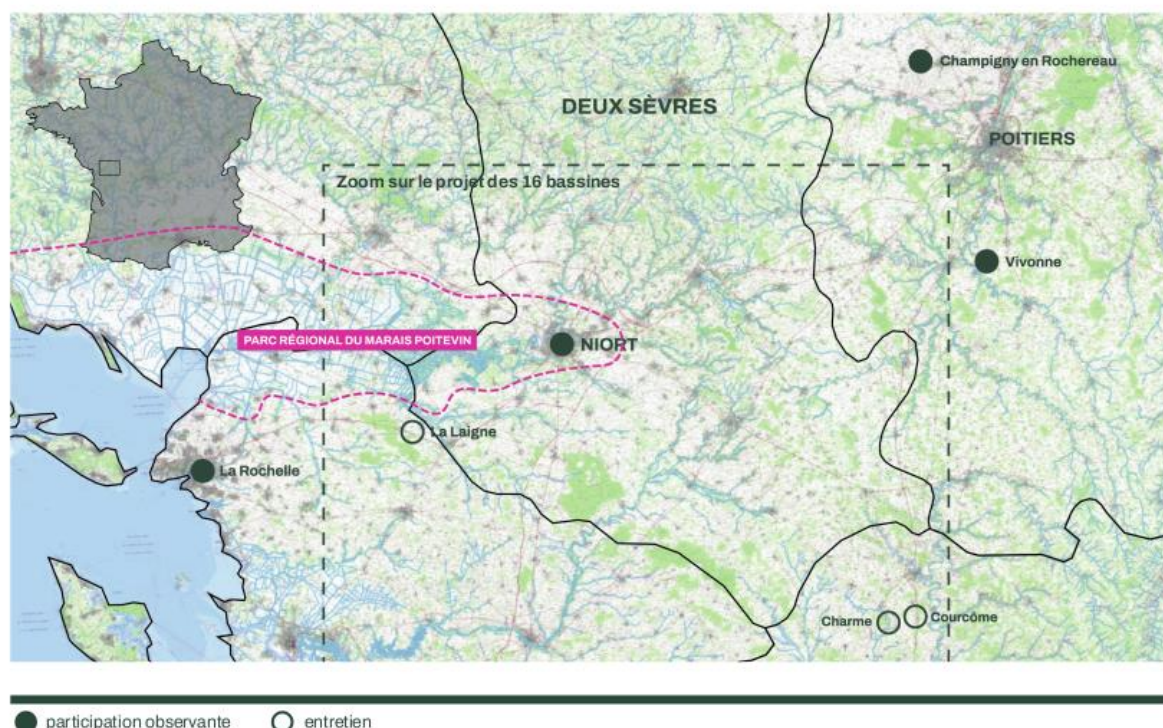 Champigny en Rochereau
DEUX SÈVRES
POITIERS
Zoom sur le projet des 16 bassines
Vivonne
PARC RÉGIONAL DU MARAIS POITEVIN
NIORT
La Laigne
La Rochelle
Charme
Courcôme
participation observante
entretien